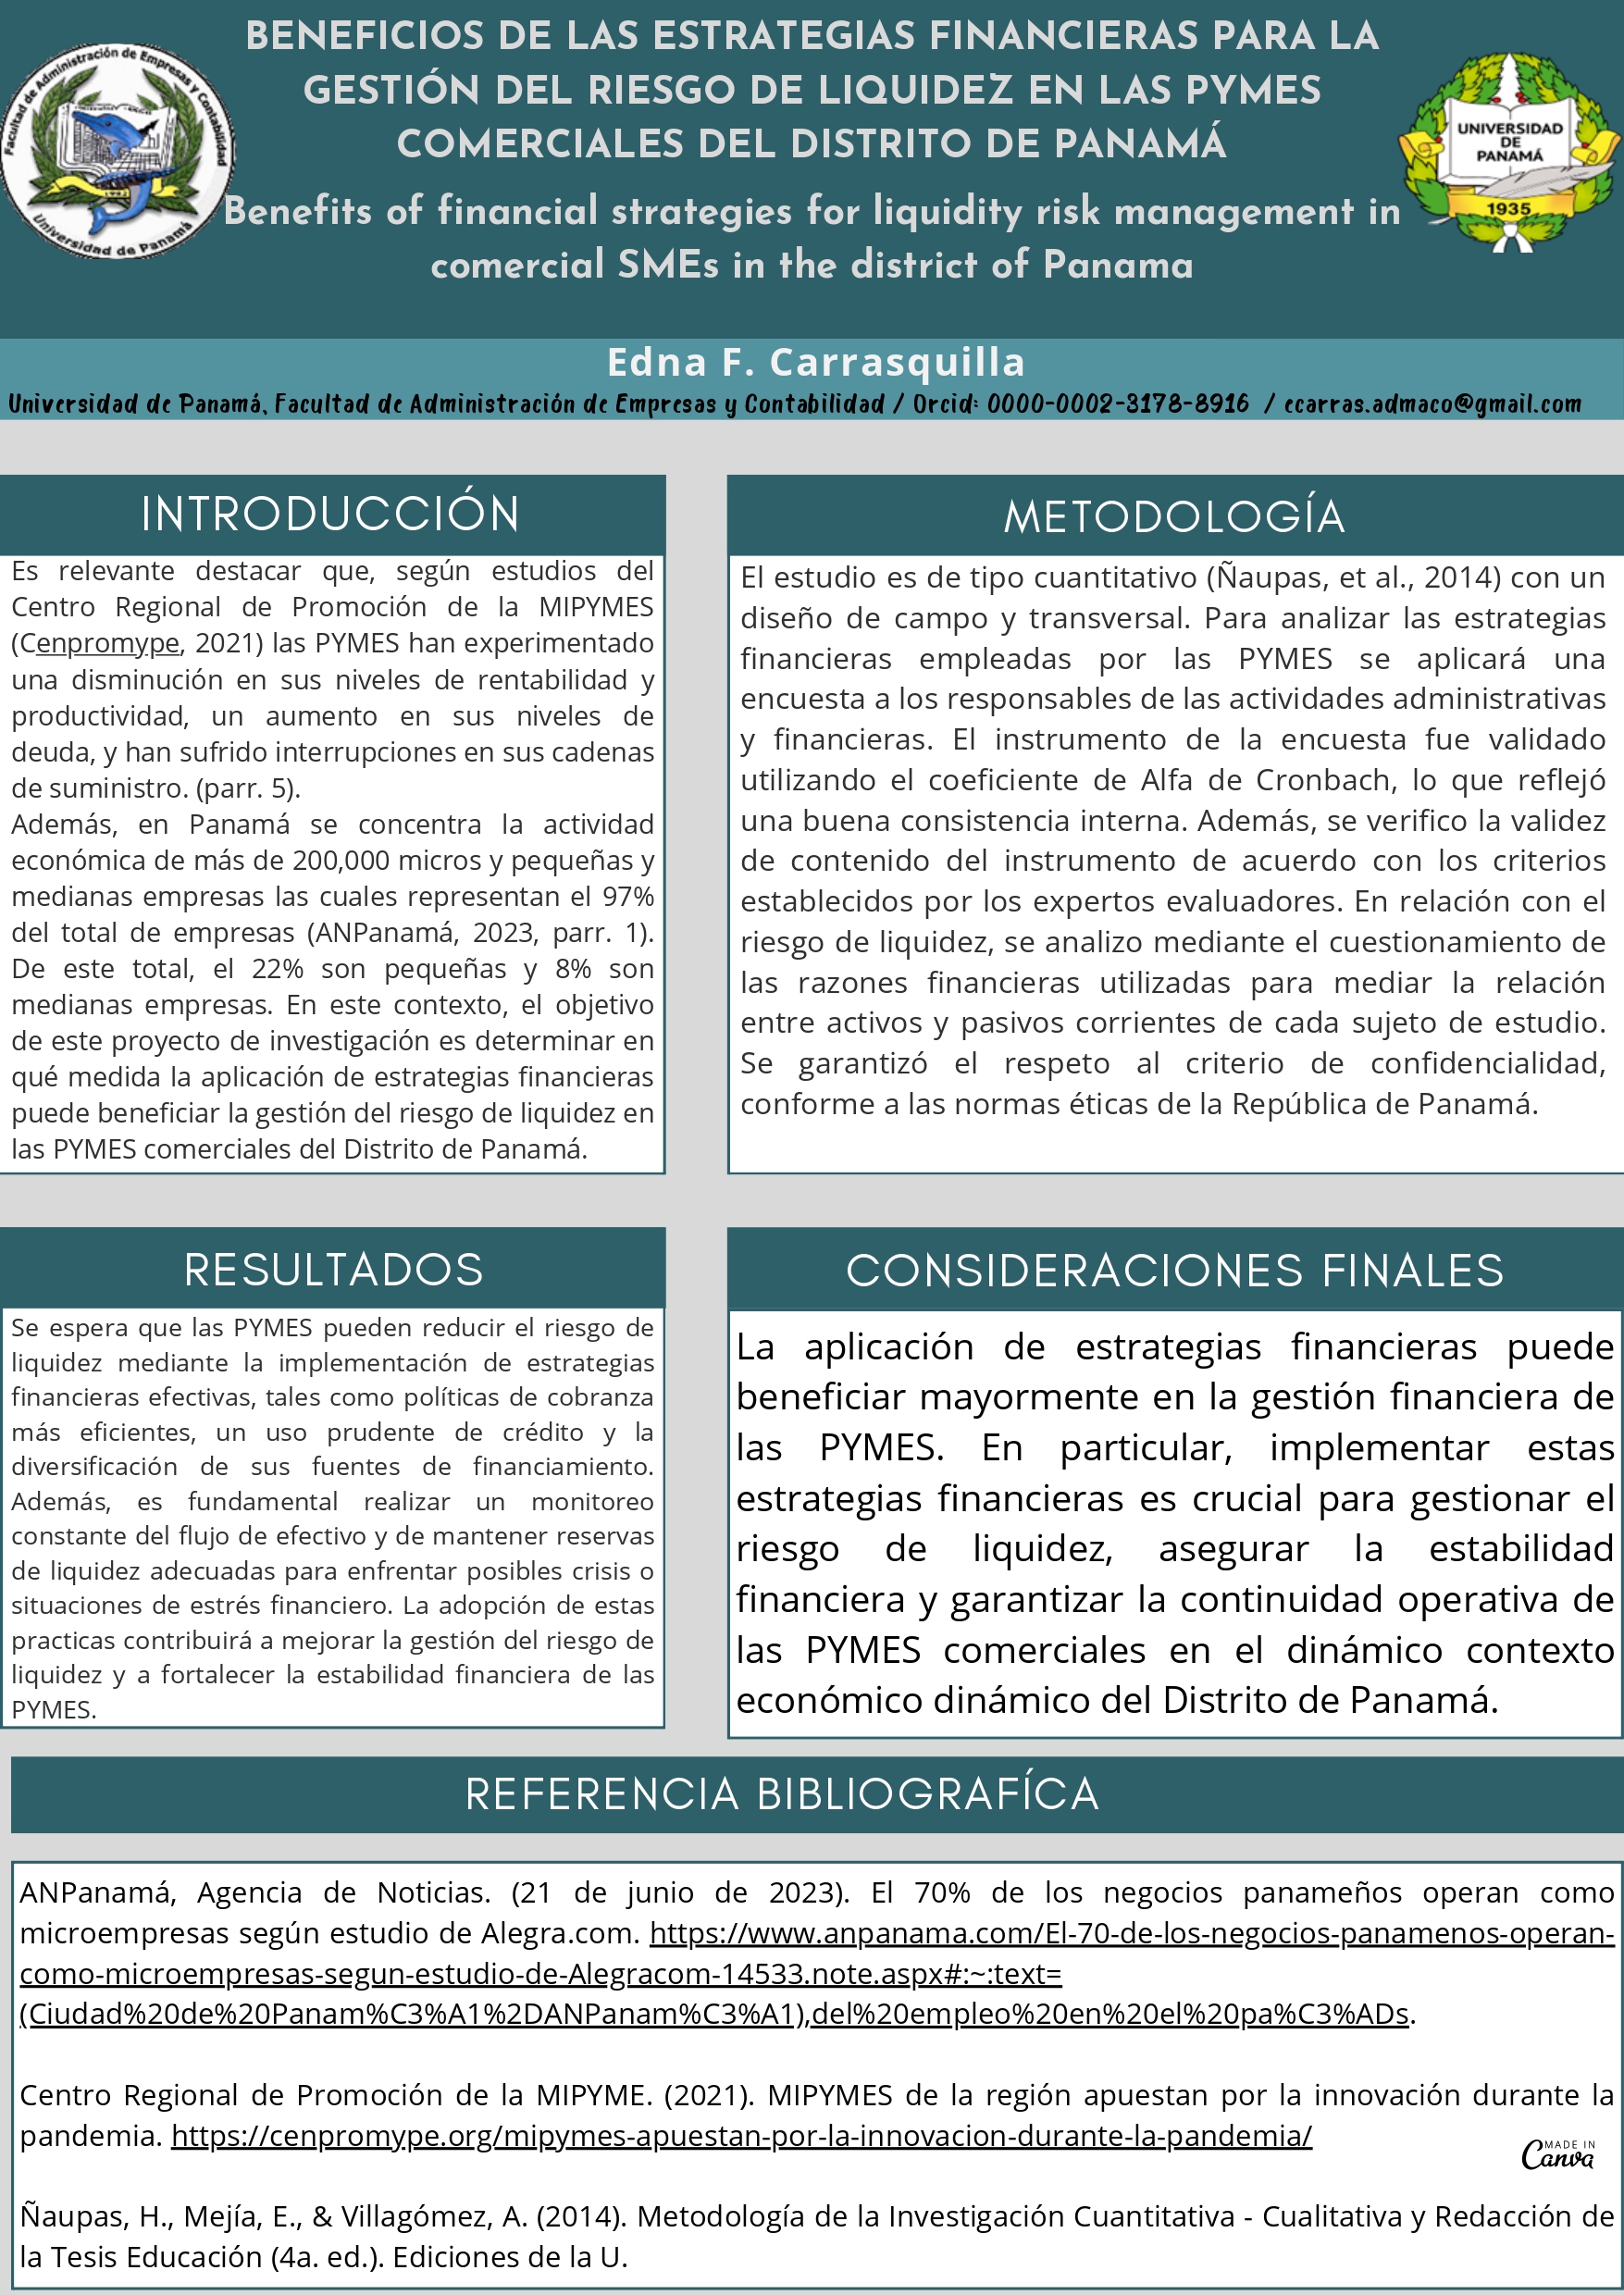 BENEFICIOS DE LAS ESTRATEGIAS FINANCIERAS PARA LA
GESTIÓN DEL RIESGO DE LIQUIDEZ EN LAS PYMES
COMERCIALES DEL DISTRITO DE PANAMÁ
Benefits of financial strategies for liquidity risk management in
comercial SMEs in the district of Panama
Facultad de Administración de Empresas y Contabilidad
Universidad de Panamá
UNIVERSIDAD
DE
PANAMÁ
1935
Edna F. Carrasquilla
Universidad de Panamá, Facultad de Administración de Empresas y Contabilidad / Orcid: 0000-0002-3178-8916 / ecarras.admaco@gmail.com
INTRODUCCIÓN
Es relevante destacar que, según estudios del
Centro Regional de Promoción de la MIPYMES
(Cenpromype, 2021) las PYMES han experimentado
una disminución en sus niveles de rentabilidad y
productividad, un aumento en sus niveles de
deuda, y han sufrido interrupciones en sus cadenas
de suministro. (parr. 5).
Además, en Panamá se concentra la actividad
económica de más de 200,000 micros y pequeñas y
medianas empresas las cuales representan el 97%
del total de empresas (ANPanamá, 2023, parr. 1).
De este total, el 22% son pequeñas y 8% son
medianas empresas. En este contexto, el objetivo
de este proyecto de investigación es determinar en
qué medida la aplicación de estrategias financieras
puede beneficiar la gestión del riesgo de liquidez en
las PYMES comerciales del Distrito de Panamá.
METODOLOGÍA
El estudio es de tipo cuantitativo (Ñaupas, et al., 2014) con un
diseño de campo y transversal. Para analizar las estrategias
financieras empleadas por las PYMES se aplicará una
encuesta a los responsables de las actividades administrativas
y financieras. El instrumento de la encuesta fue validado
utilizando el coeficiente de Alfa de Cronbach, lo que reflejó
una buena consistencia interna. Además, se verifico la validez
de contenido del instrumento de acuerdo con los criterios
establecidos por los expertos evaluadores. En relación con el
riesgo de liquidez, se analizo mediante el cuestionamiento de
las razones financieras utilizadas para mediar la relación
entre activos y pasivos corrientes de cada sujeto de estudio.
Se garantizó el respeto al criterio de confidencialidad,
conforme a las normas éticas de la República de Panamá.
RESULTADOS
Se espera que las PYMES pueden reducir el riesgo de
liquidez mediante la implementación de estrategias
financieras efectivas, tales como políticas de cobranza
más eficientes, un uso prudente de crédito y la
diversificación de sus fuentes de financiamiento.
Además, es fundamental realizar un monitoreo
constante del flujo de efectivo y de mantener reservas
de liquidez adecuadas para enfrentar posibles crisis o
situaciones de estrés financiero. La adopción de estas
practicas contribuirá a mejorar la gestión del riesgo de
liquidez y a fortalecer la estabilidad financiera de las
PYMES.
CONSIDERACIONES FINALES
La aplicación de estrategias financieras puede
beneficiar mayormente en la gestión financiera de
las PYMES. En particular, implementar estas
estrategias financieras es crucial para gestionar el
riesgo de liquidez, asegurar la estabilidad
financiera y garantizar la continuidad operativa de
las PYMES comerciales en el dinámico contexto
económico dinámico del Distrito de Panamá.
REFERENCIA BIBLIOGRAFÍCA
ANPanamá, Agencia de Noticias. (21 de junio de 2023). El 70% de los negocios panameños operan como
microempresas según estudio de Alegra.com. https://www.anpanama.com/El-70-de-los-negocios-panamenos-operan-
como-microempresas-segun-estudio-de-Alegracom-14533.note.aspx#:~:text=
(Ciudad%20de%20Panam%C3%A1%2DANPanam%C3%A1),del%20empleo%20en%20el%20pa%C3%ADs.
Centro Regional de Promoción de la MIPYME. (2021). MIPYMES de la región apuestan por la innovación durante la
pandemia. https://cenpromype.org/mipymes-apuestan-por-la-innovacion-durante-la-pandemia/
MADE IN
Canva
Ñaupas, H., Mejía, E., & Villagómez, A. (2014). Metodología de la Investigación Cuantitativa - Cualitativa y Redacción de
la Tesis Educación (4a. ed.). Ediciones de la U.